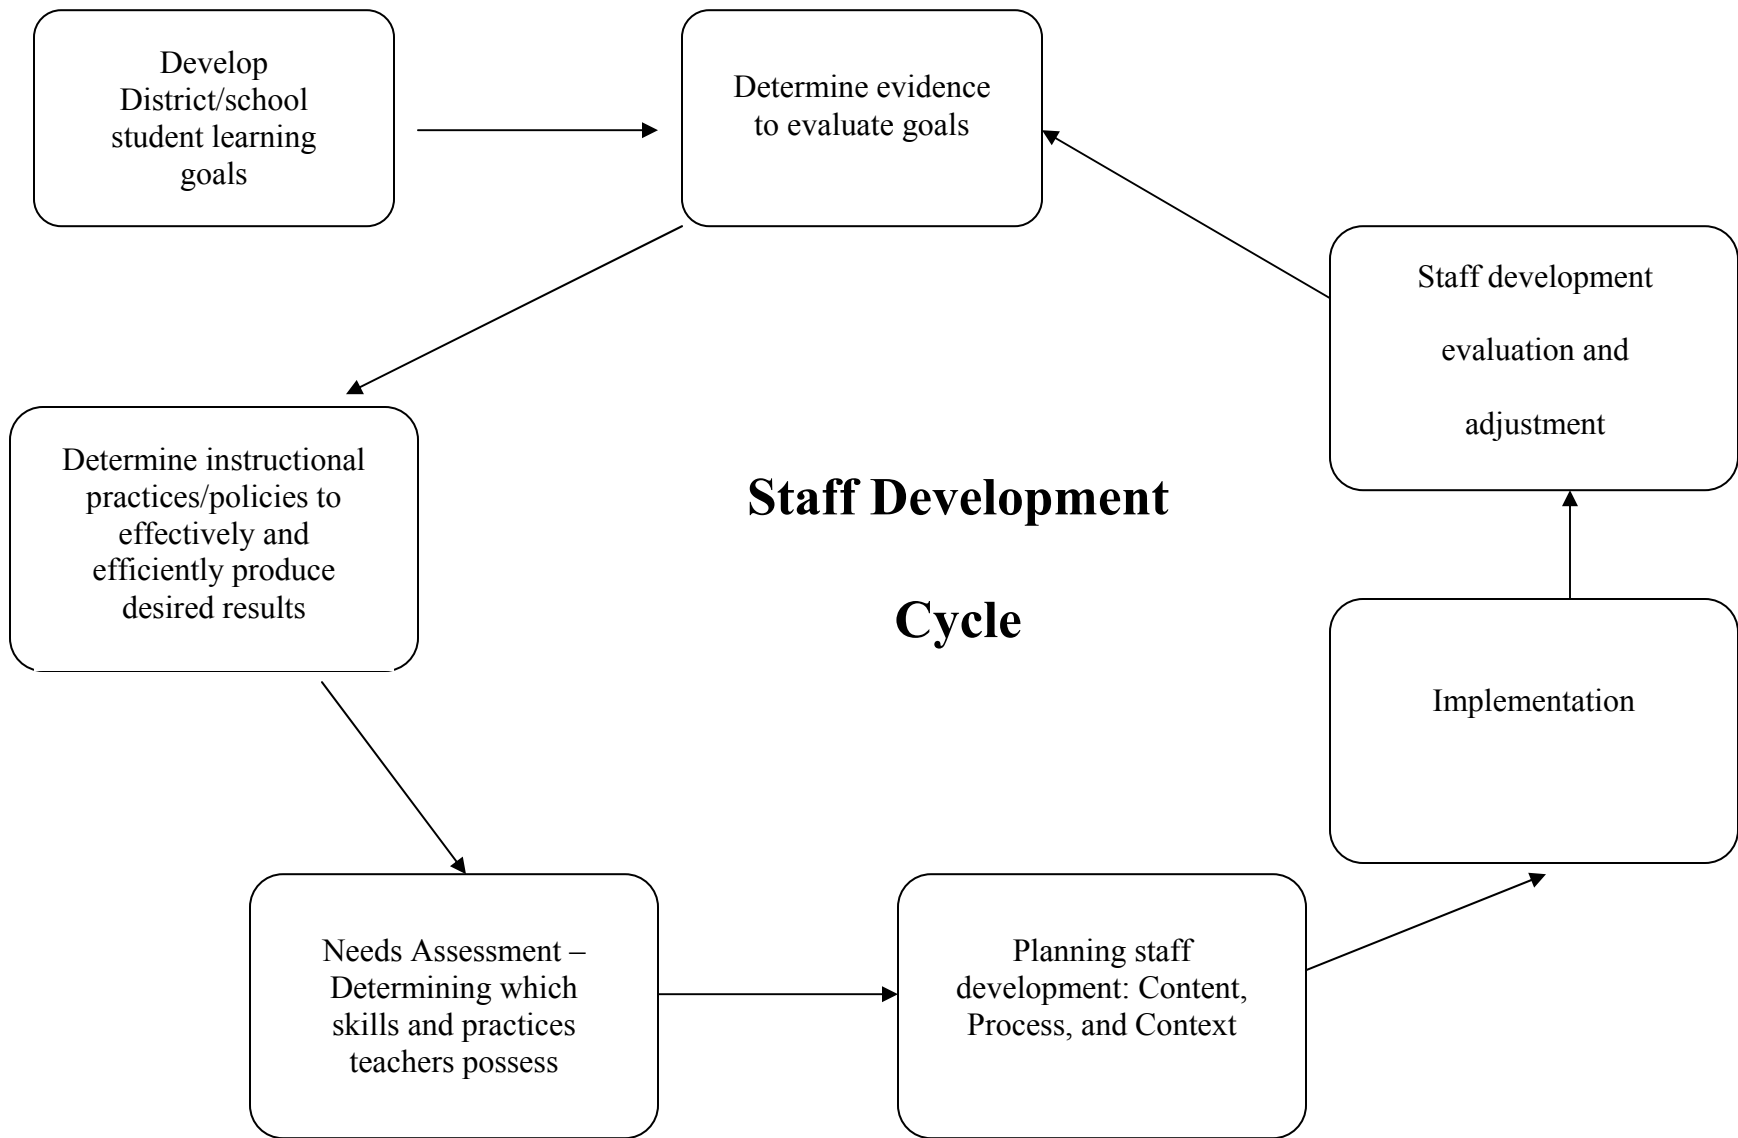 Develop
District/school
student learning
goals
Determine evidence
to evaluate goals
Staff development
evaluation and
adjustment
Determine instructional
practices/policies to
effectively and
efficiently produce
desired results
Staff Development
Cycle
Implementation
Needs Assessment –
Determining which
skills and practices
teachers possess
Planning staff
development: Content,
Process, and Context